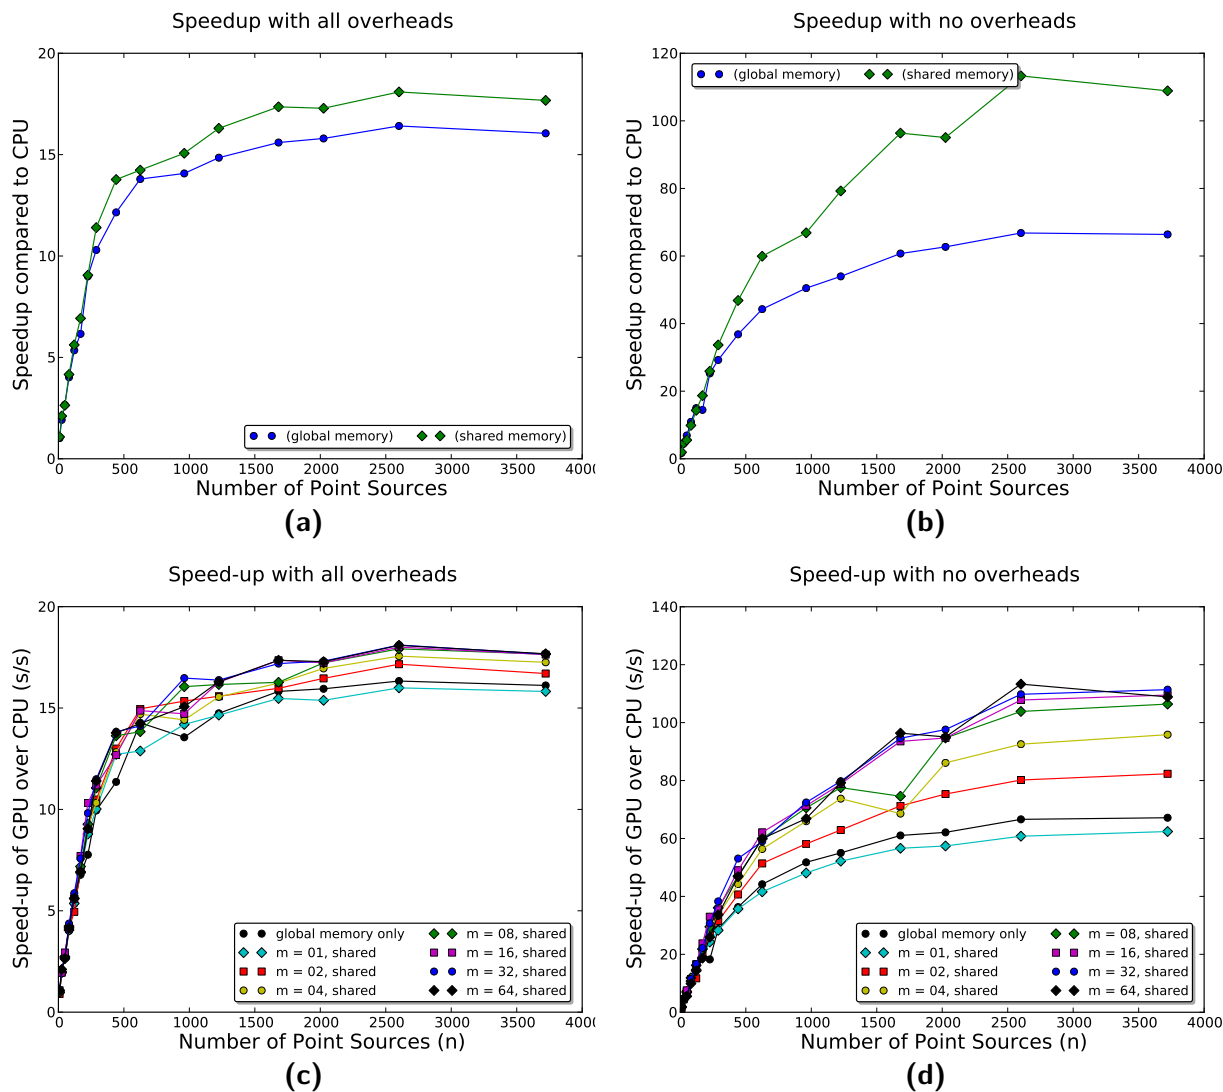 Speedup with all overheads
20
15
10
5
0
0 500 1000 1500 2000 2500 3000 3500 4000
Speedup compared to CPU
(global memory) (shared memory)
Number of Point Sources
(a)
Speedup with no overheads
120
100
80
60
40
20
0
0 500 1000 1500 2000 2500 3000 3500 4000
Speedup compared to CPU
(global memory) (shared memory)
Number of Point Sources
(b)
Speed-up with all overheads
20
15
10
5
0
0 500 1000 1500 2000 2500 3000 3500 4000
Speed-up of GPU over CPU (s/s)
global memory only
m = 01, shared
m = 02, shared
m = 04, shared
m = 08, shared
m = 16, shared
m = 32, shared
m = 64, shared
Number of Point Sources (n)
(c)
Speed-up with no overheads
140
120
100
80
60
40
20
0
0 500 1000 1500 2000 2500 3000 3500 4000
Speed-up of GPU over CPU (s/s)
global memory only
m = 01, shared
m = 02, shared
m = 04, shared
m = 08, shared
m = 16, shared
m = 32, shared
m = 64, shared
Number of Point Sources (n)
(d)